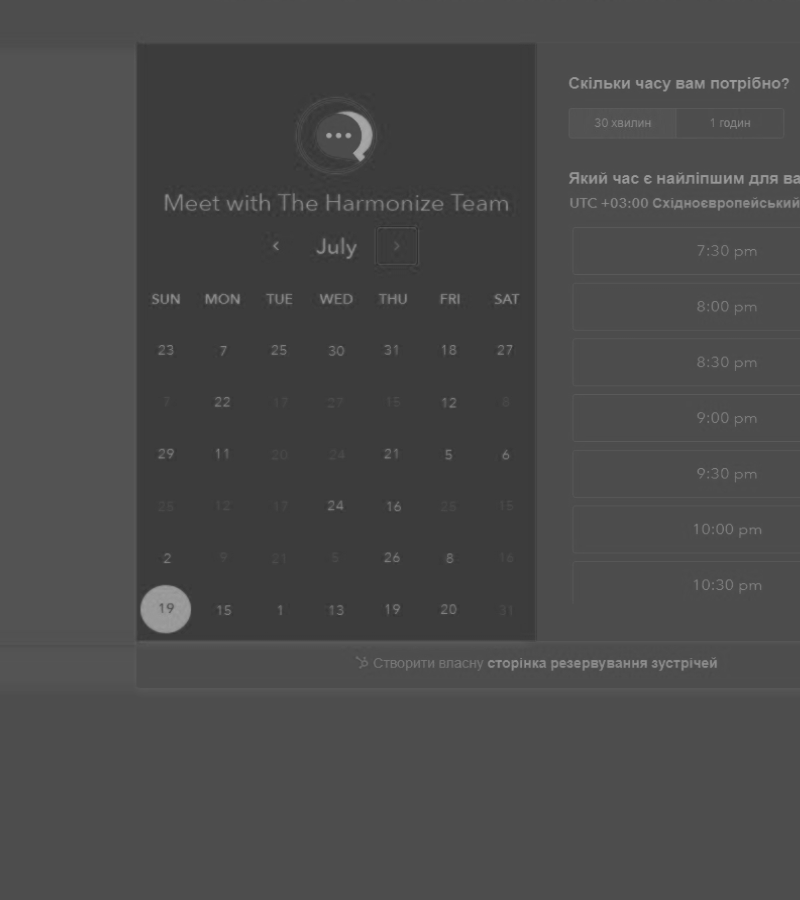 Meet with The Harmonize Team
July
SUN MON TUE WED THU FRI SAT
23 7 25 30 31 18 27
7 22 17 27 15 12 8
29 11 20 24 21 5 6
25 12 17 24 16 25 15
2 9 21 5 26 8 16
19 15 1 13 19 20 31
Скільки часу вам потрібно?
30 хвилин 1 годин
Який час є найліпшим для ва
UTC +03:00 Східноєвропейський
7:30 pm
8:00 pm
8:30 pm
9:00 pm
9:30 pm
10:00 pm
10:30 pm
Створити власну сторінка резервування зустрічей